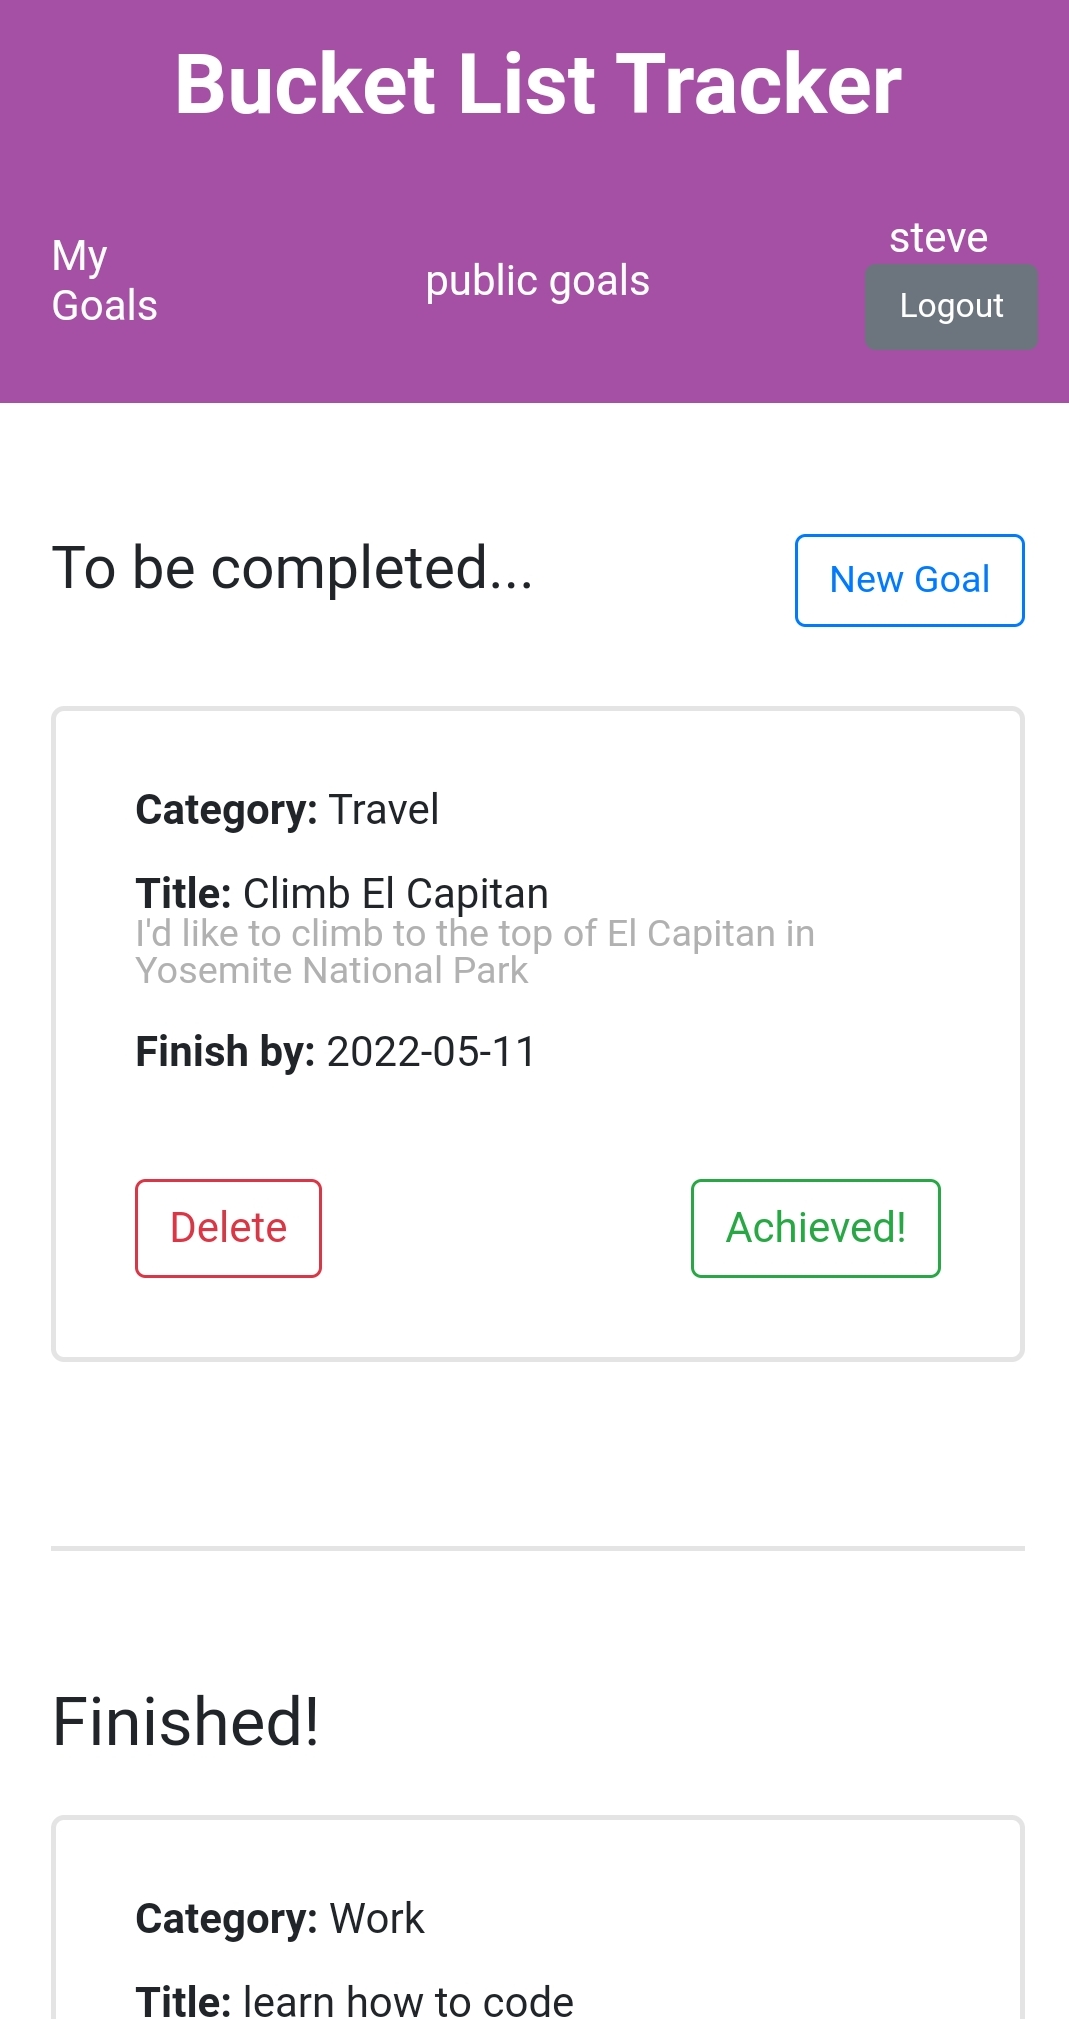 Bucket List Tracker
My
Goals
public goals
steve
Logout
To be completed...
New Goal
Category: Travel
Title: Climb El Capitan
I'd like to climb to the top of El Capitan in
Yosemite National Park
Finish by: 2022-05-11
Delete
Achieved!
Finished!
Category: Work
Title: learn how to code